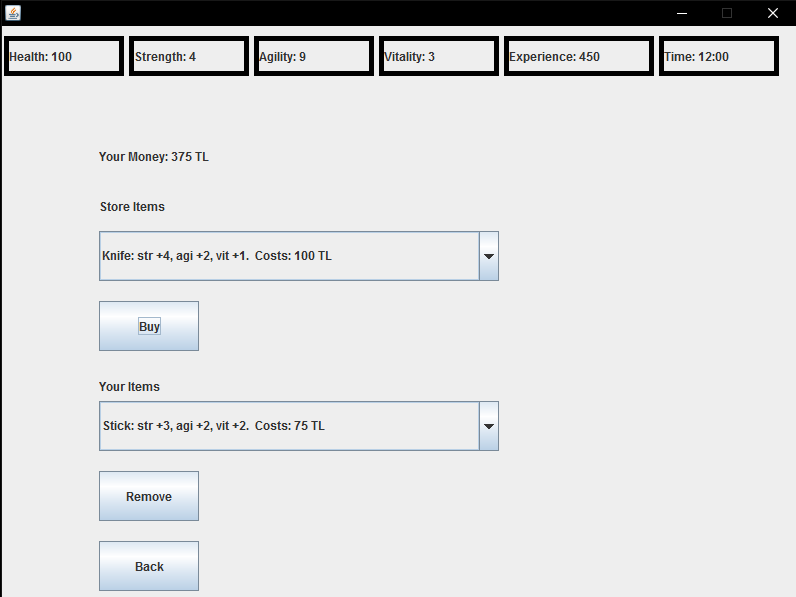 Health: 100 Strength: 4 Agility: 9 Vitality: 3 Experience: 450 Time: 12:00
Your Money: 375 TL
Store Items
Knife: str +4, agi +2, vit +1.  Costs: 100 TL
Buy
Your Items
Stick: str +3, agi +2, vit +2.  Costs: 75 TL
Remove
Back